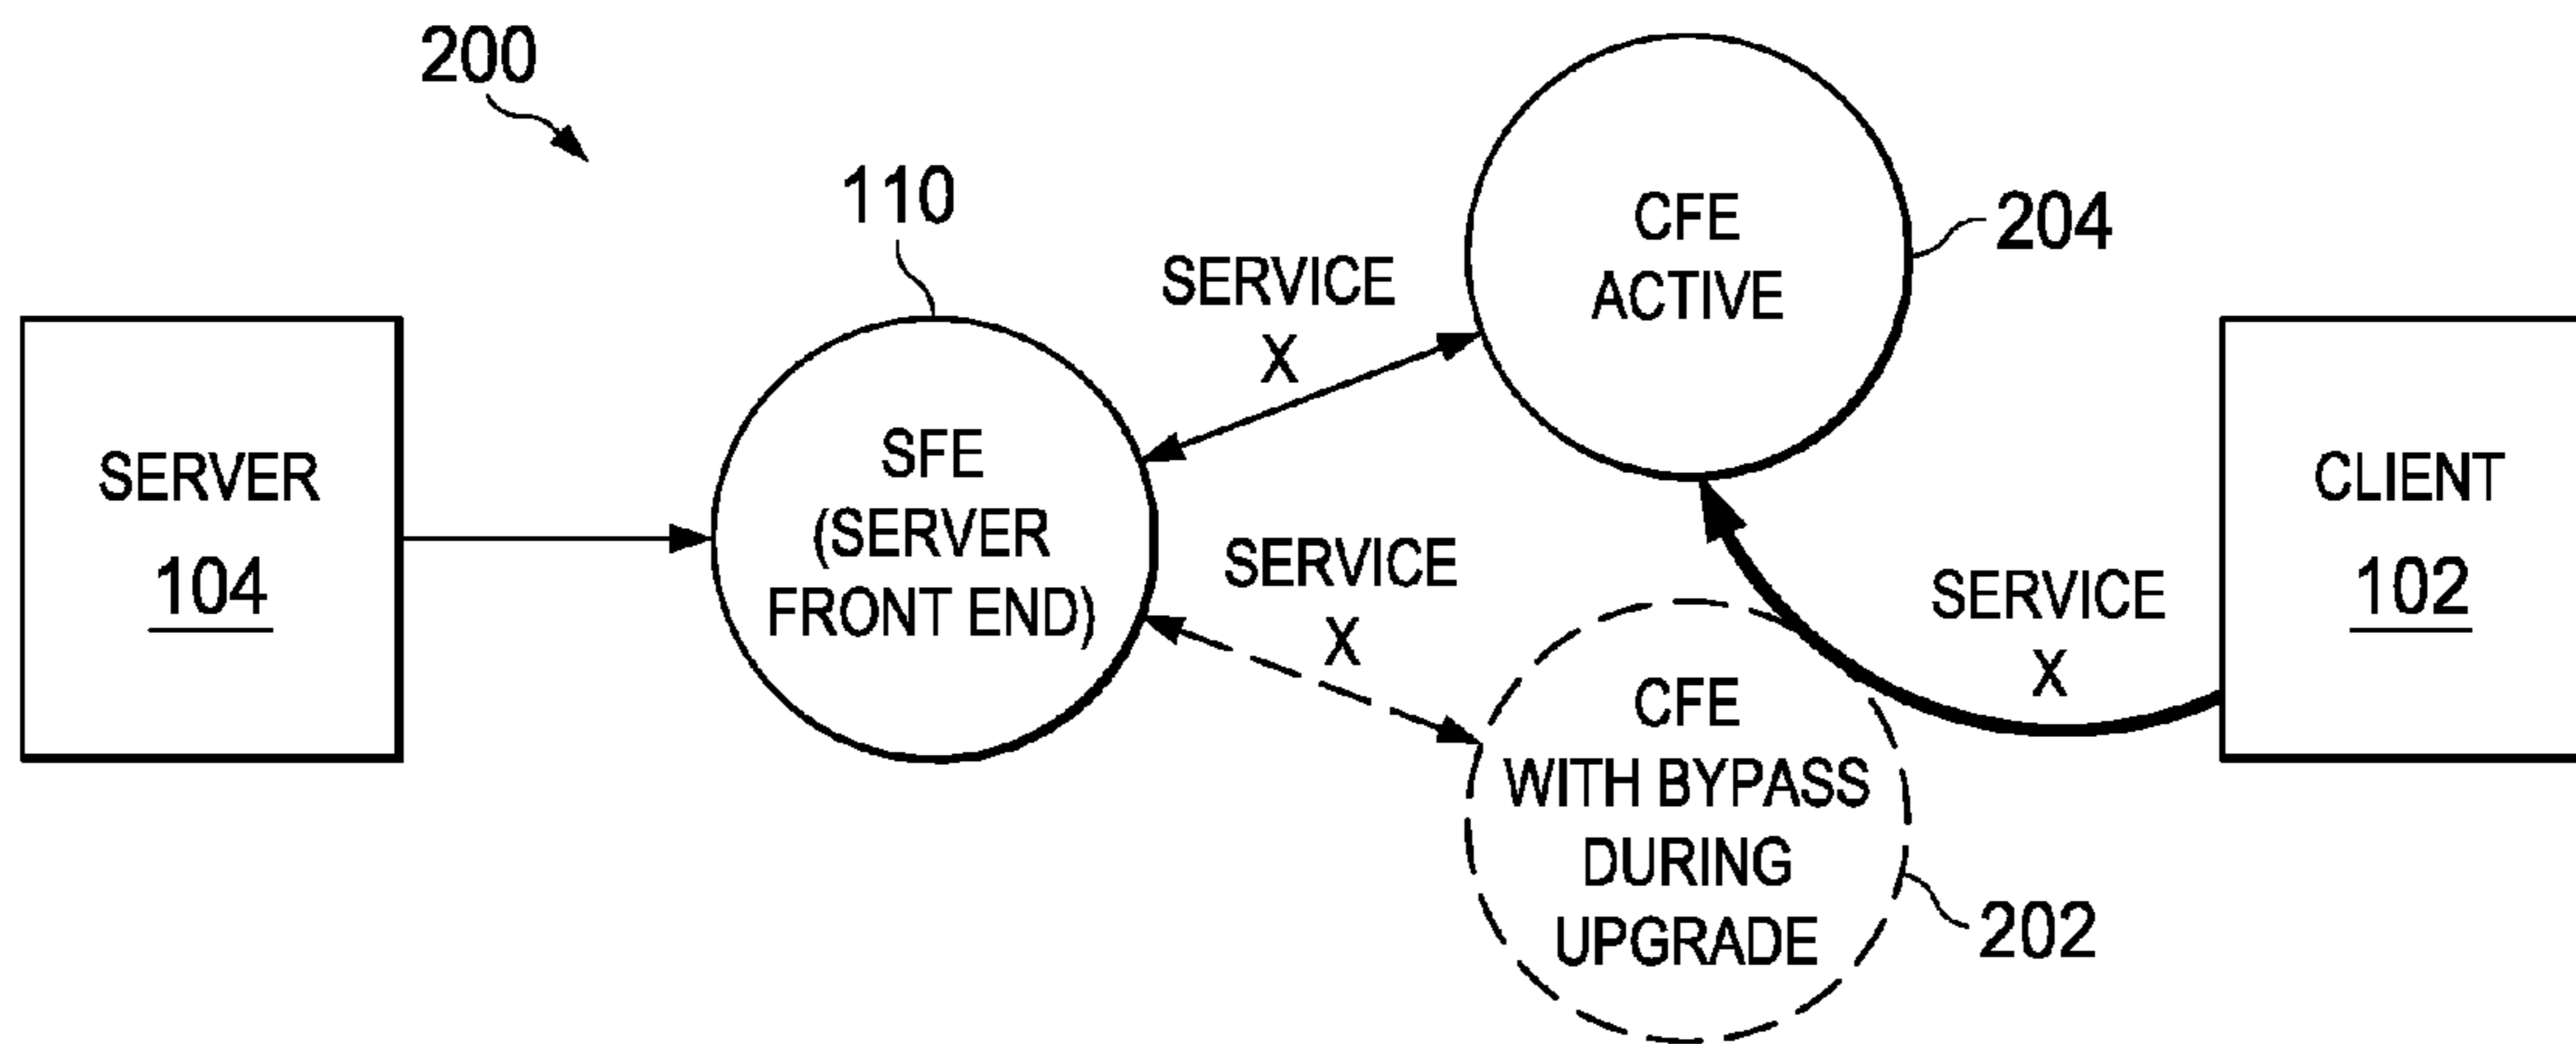 200
110
SERVICE
X
CFE
ACTIVE
204
SERVER
104
SFE
(SERVER
FRONT END)
SERVICE
X
CFE
WITH BYPASS
DURING
UPGRADE
202
SERVICE
X
CLIENT
102